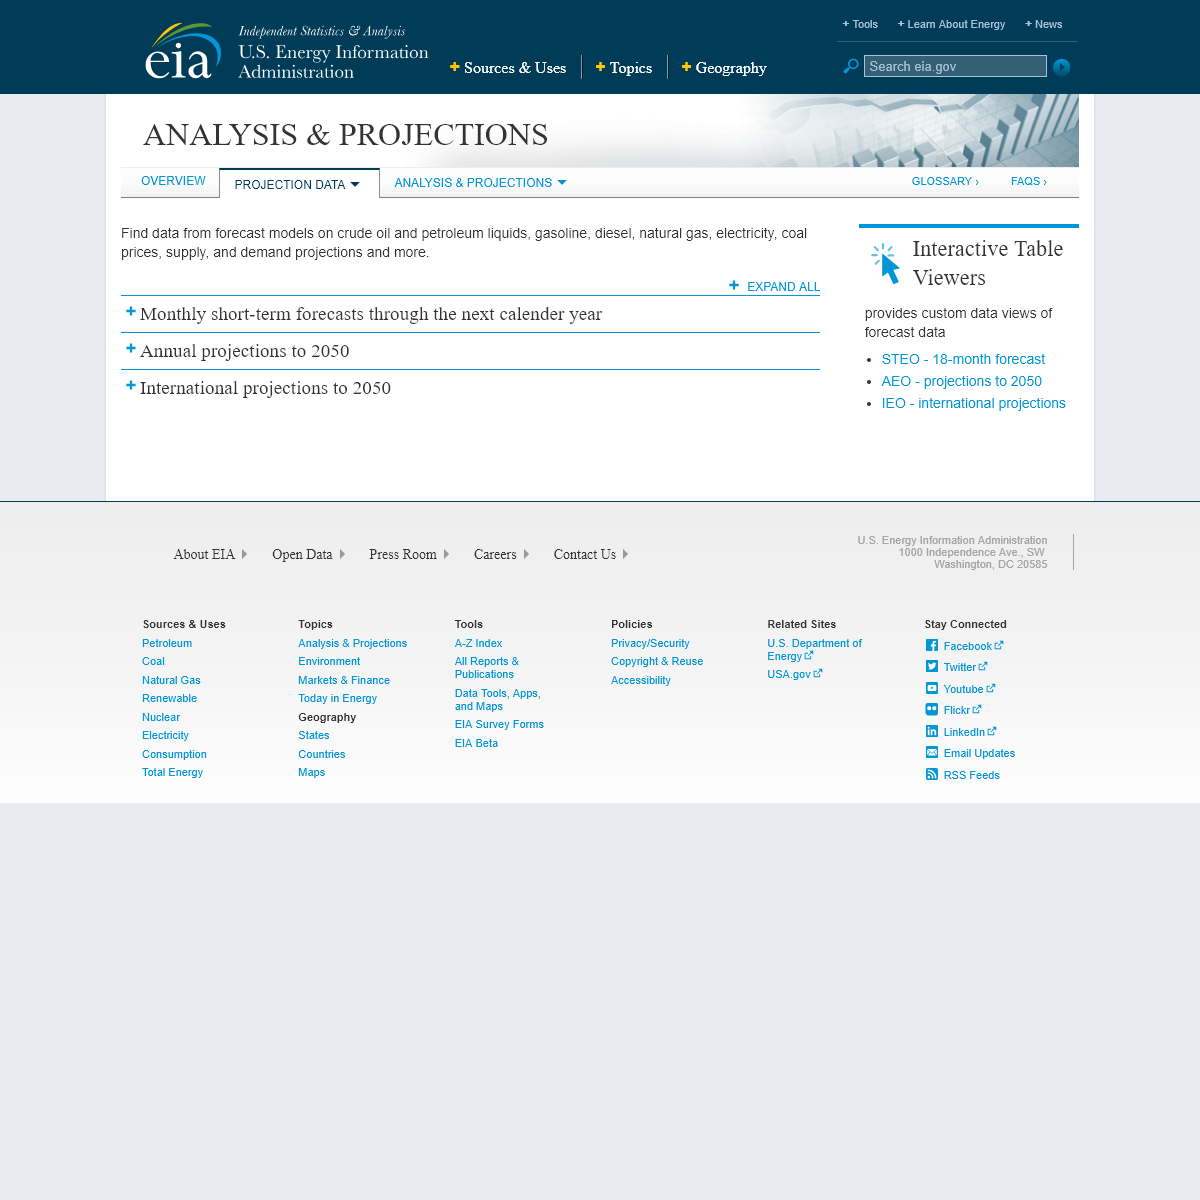 Independent Statistics & Analysis
eia
U.S. Energy Information
Administration
+ Sources & Uses
+ Topics
+ Geography
+ Tools
+ Learn About Energy
+ News
Search eia.gov
ANALYSIS & PROJECTIONS
OVERVIEW
PROJECTION DATA
ANALYSIS & PROJECTIONS
GLOSSARY ›
FAQS ›
Find data from forecast models on crude oil and petroleum liquids, gasoline, diesel, natural gas, electricity, coal
prices, supply, and demand projections and more.
+ EXPAND ALL
+ Monthly short-term forecasts through the next calender year
+ Annual projections to 2050
+ International projections to 2050
Interactive Table
Viewers
provides custom data views of
forecast data
• STEO - 18-month forecast
• AEO - projections to 2050
• IEO - international projections
About EIA
Open Data
Press Room
Careers
Contact Us
U.S. Energy Information Administration
1000 Independence Ave., SW
Washington, DC 20585
Sources & Uses
Petroleum
Coal
Natural Gas
Renewable
Nuclear
Electricity
Consumption
Total Energy
Topics
Analysis & Projections
Environment
Markets & Finance
Today in Energy
Geography
States
Countries
Maps
Tools
A-Z Index
All Reports &
Publications
Data Tools, Apps,
and Maps
EIA Survey Forms
EIA Beta
Policies
Privacy/Security
Copyright & Reuse
Accessibility
Related Sites
U.S. Department of
Energy
USA.gov
Stay Connected
Facebook
Twitter
Youtube
Flickr
LinkedIn
Email Updates
RSS Feeds